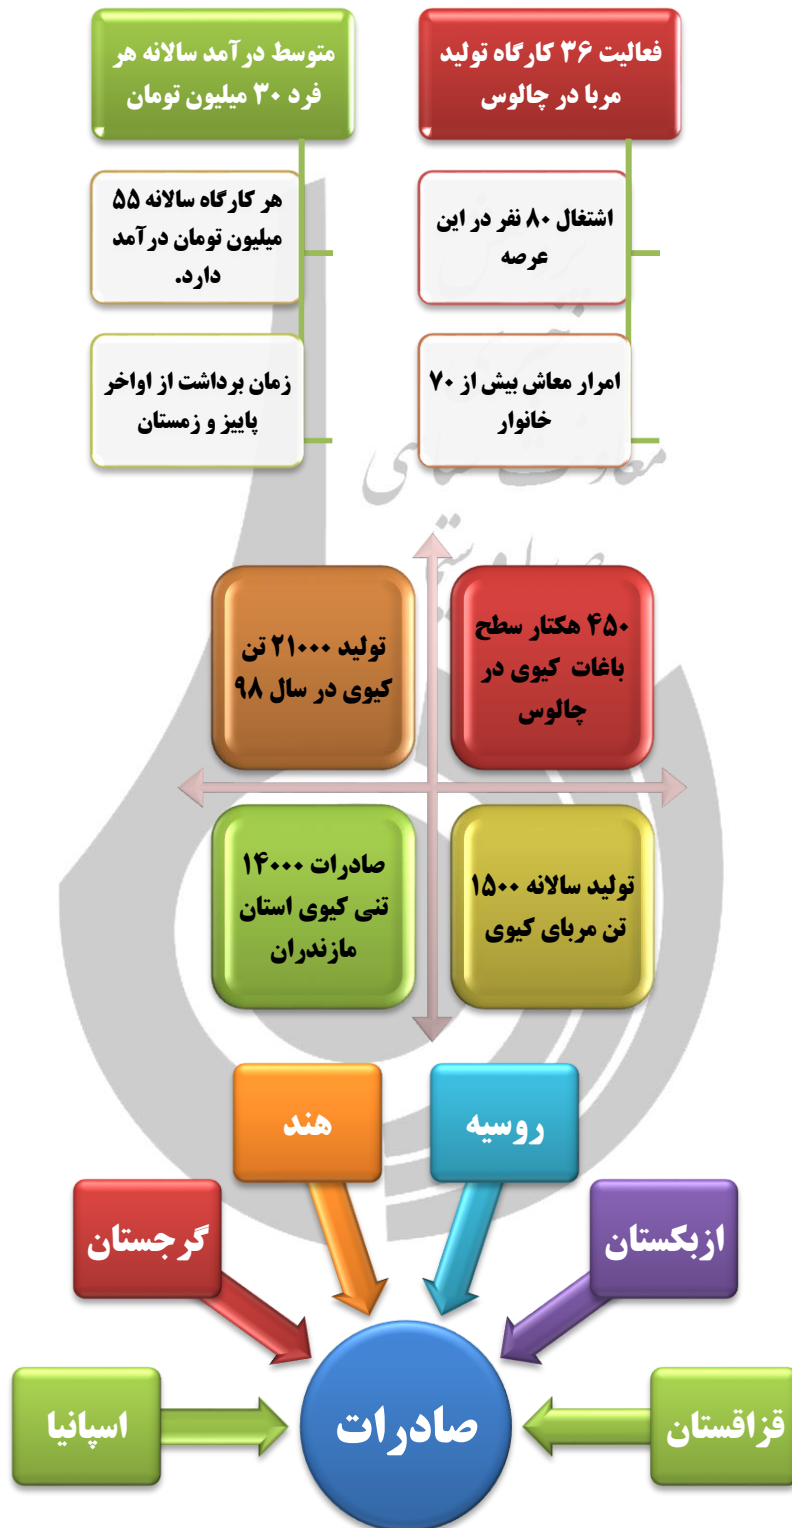 فعالیت ۳۶ کارگاه تولید
مربا در چالوس
اشتغال ۸۰ نفر در این
عرصه
امرار معاش بیش از ۷۰
خانوار
متوسط درآمد سالانه هر
فرد ۳۰ میلیون تومان
هر کارگاه سالانه ۵۵
میلیون تومان درآمد
دارد.
زمان برداشت از اواخر
پاییز و زمستان
معاونت سیاسی
۴۵۰ هکتار سطح
باغات کیوی در
چالوس
تولید ۲۱۰۰۰ تن
کیوی در سال ۹۸
تولید سالانه ۱۵۰۰
تن مربای کیوی
صادرات ۱۴۰۰۰
تنی کیوی استان
مازندران
روسیه
هند
ازبکستان
گرجستان
قزاقستان
صادرات
اسپانیا